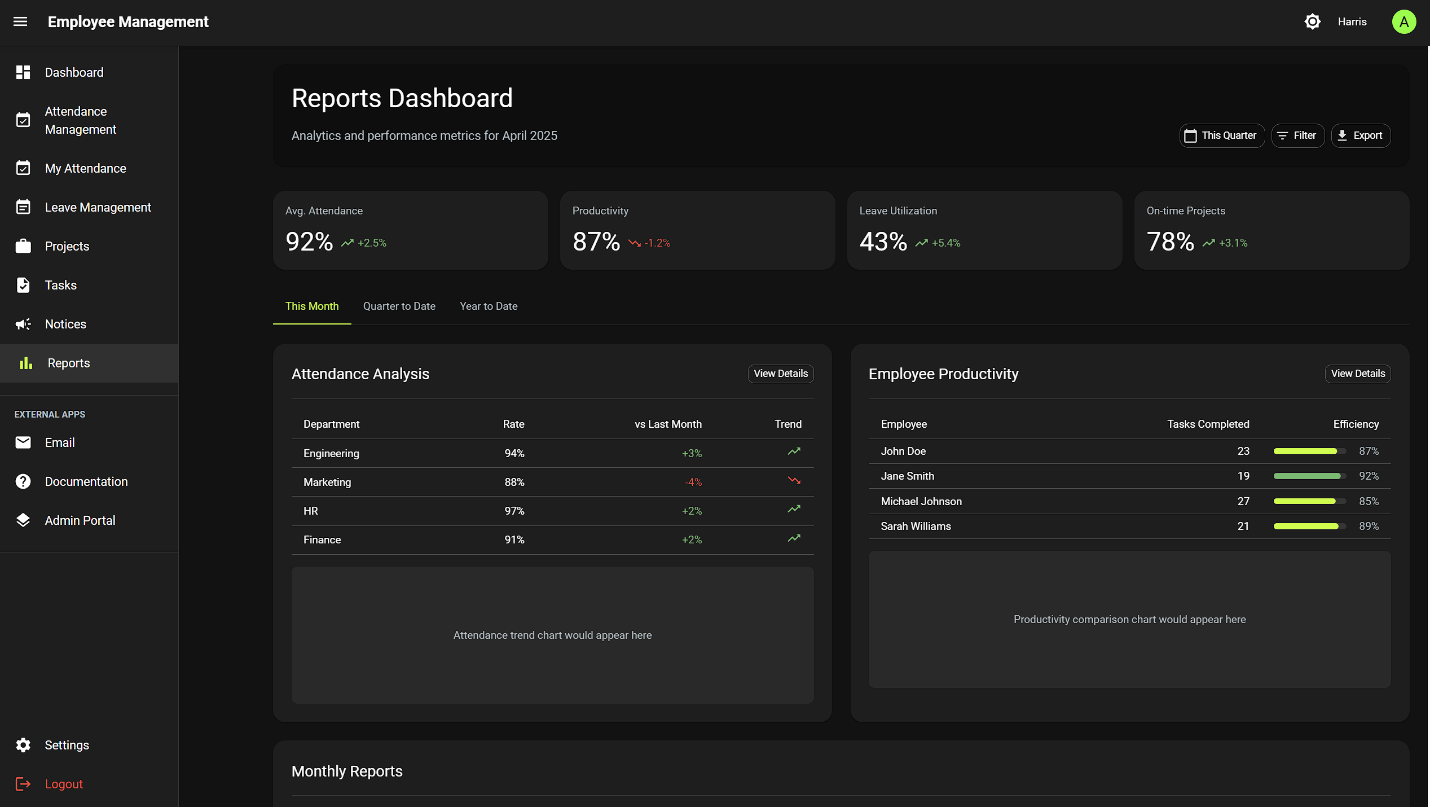 Employee Management
Harris
A
Dashboard
Attendance
Management
My Attendance
Leave Management
Projects
Tasks
Notices
Reports
EXTERNAL APPS
Email
Documentation
Admin Portal
Settings
Logout
Reports Dashboard
Analytics and performance metrics for April 2025
This Quarter
Filter
Export
Avg. Attendance
92% +2.5%
Productivity
87% -1.2%
Leave Utilization
43% +5.4%
On-time Projects
78% +3.1%
This Month Quarter to Date Year to Date
Attendance Analysis
View Details
Department Rate vs Last Month Trend
Engineering 94% +3%
Marketing 88% -4%
HR 97% +2%
Finance 91% +2%
Attendance trend chart would appear here
Employee Productivity
View Details
Employee Tasks Completed Efficiency
John Doe 23 87%
Jane Smith 19 92%
Michael Johnson 27 85%
Sarah Williams 21 89%
Productivity comparison chart would appear here
Monthly Reports